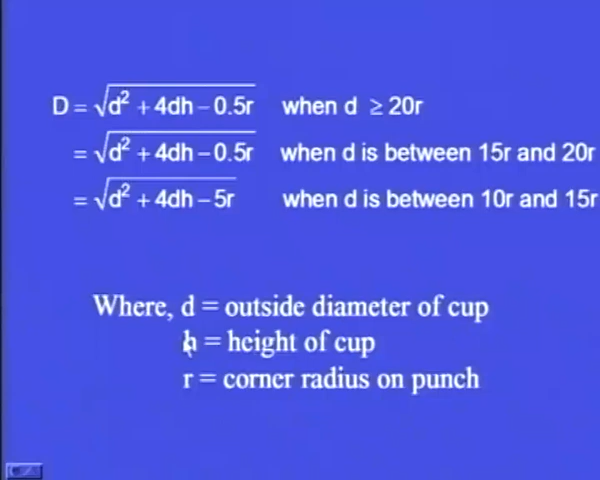 D = √d² + 4dh – 0.5r when d ≥ 20r
= √d² + 4dh – 0.5r when d is between 15r and 20r
= √d² + 4dh – 5r when d is between 10r and 15r
Where, d = outside diameter of cup
h = height of cup
r = corner radius on punch